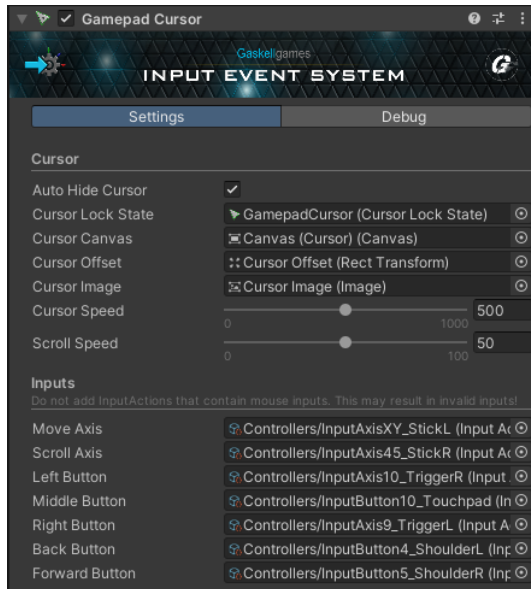 Gamepad Cursor
Gaskellgames
INPUT EVENT SYSTEM
G
Settings Debug
Cursor
Auto Hide Cursor
Cursor Lock State GamepadCursor (Cursor Lock State)
Cursor Canvas Canvas (Cursor) (Canvas)
Cursor Offset Cursor Offset (Rect Transform)
Cursor Image Cursor Image (Image)
Cursor Speed 500
0 1000
Scroll Speed 50
0 100
Inputs
Do not add InputActions that contain mouse inputs. This may result in invalid inputs!
Move Axis Controllers/InputAxisXY_StickL (Input Ac
Scroll Axis Controllers/InputAxis45_StickR (Input Ac
Left Button Controllers/InputAxis10_TriggerR (Input
Middle Button Controllers/InputButton10_Touchpad (In
Right Button Controllers/InputAxis9_TriggerL (Input A
Back Button Controllers/InputButton4_ShoulderL (Inp
Forward Button Controllers/InputButton5_ShoulderR (Inp